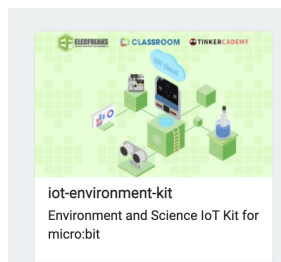 ELECFREAKS CLASSROOM TINKERCADEMY
IOT Cloud
iot-environment-kit
Environment and Science IoT Kit for
micro:bit